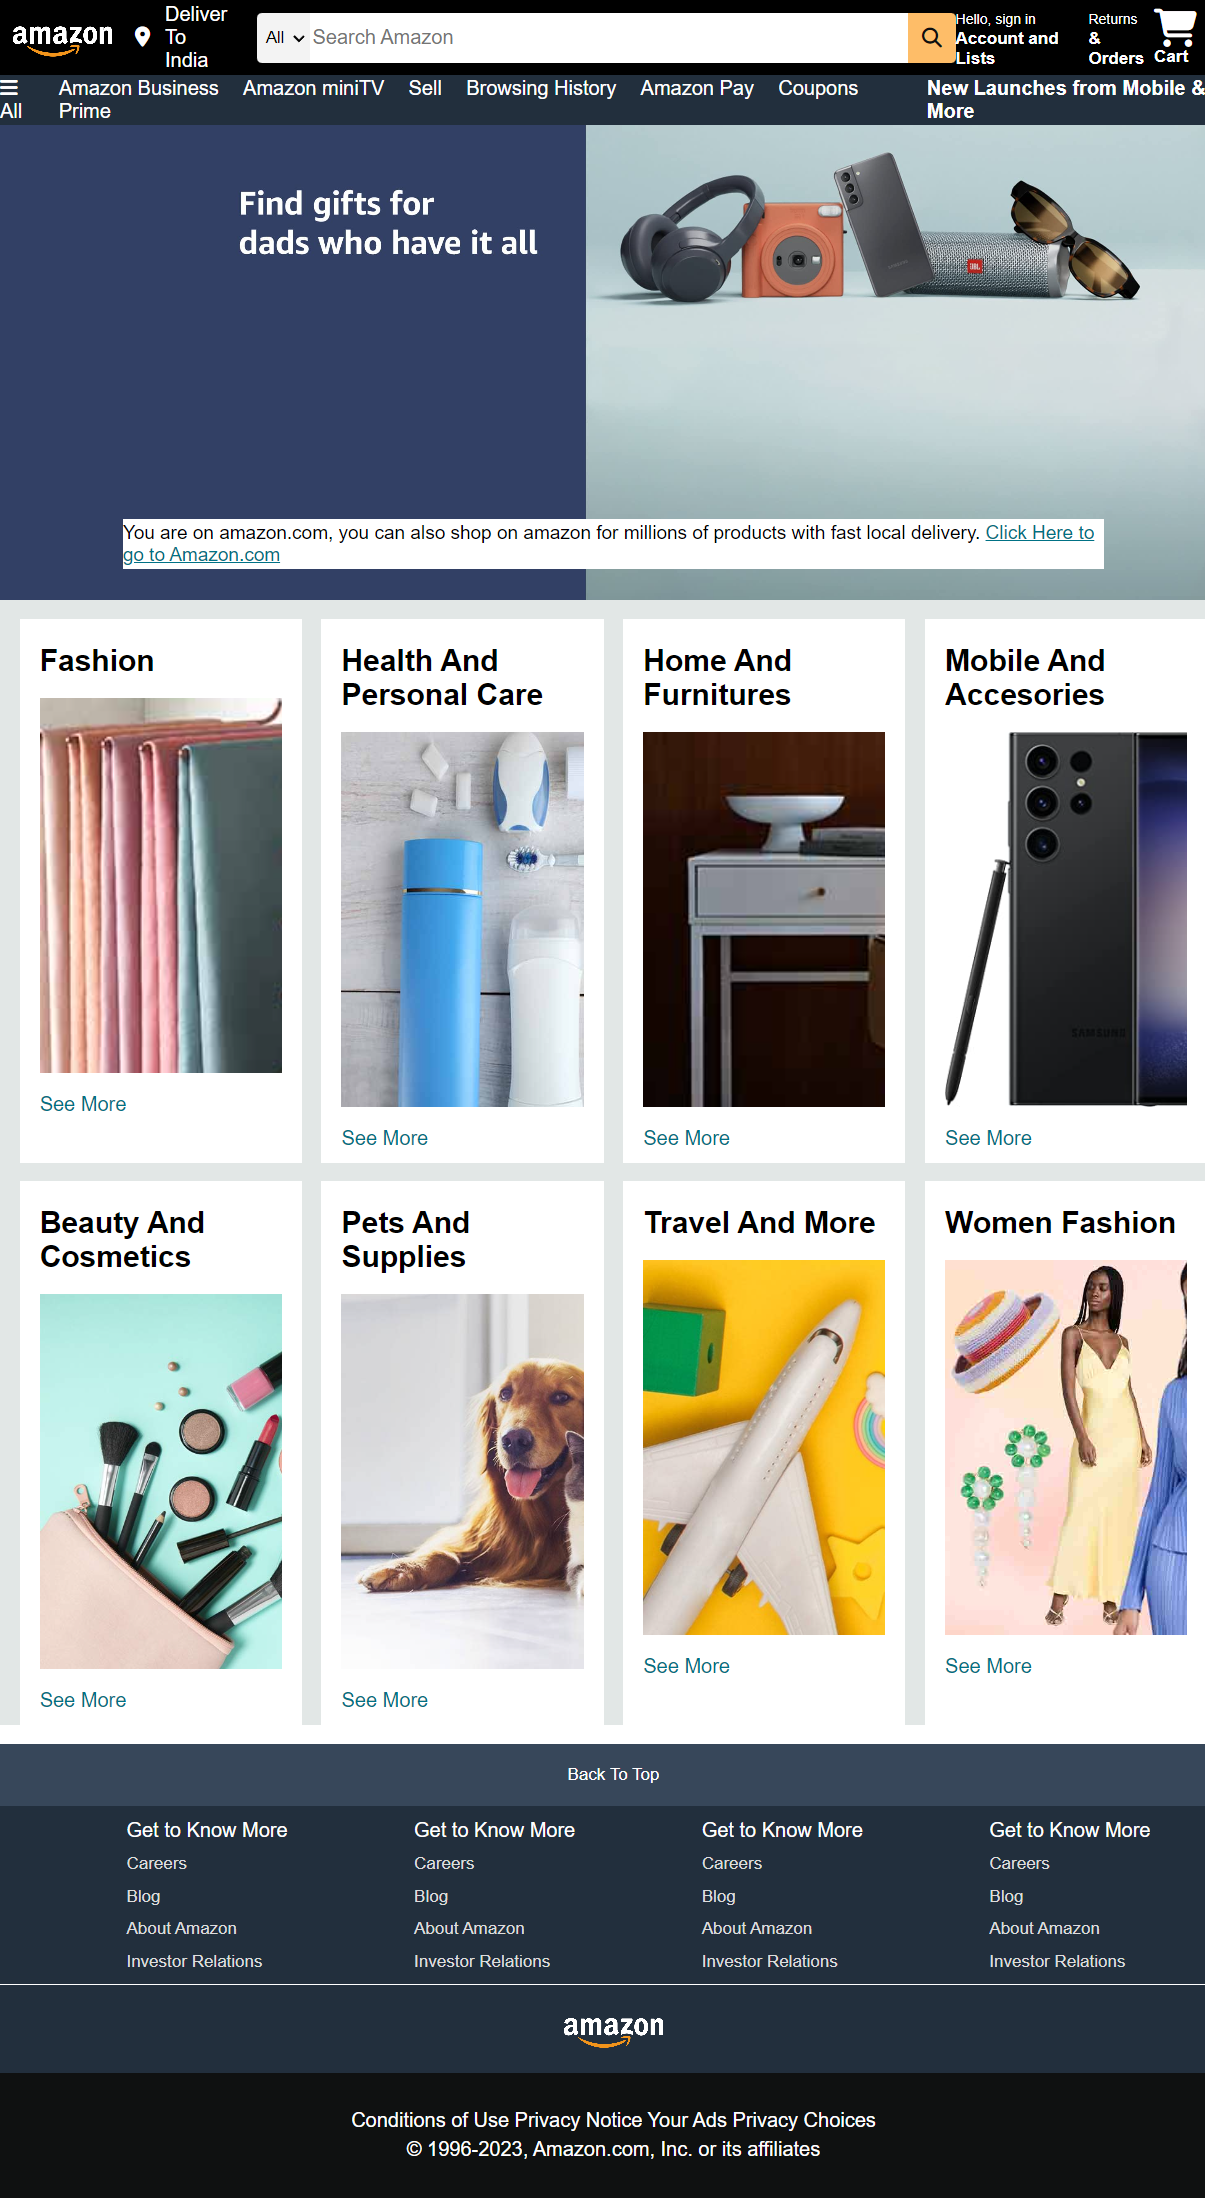 amazon
Deliver
To
India
All
Search Amazon
Hello, sign in
Account and
Lists
Returns
&
Orders
Cart
All
Amazon Business
Prime
Amazon miniTV
Sell
Browsing History
Amazon Pay
Coupons
New Launches from Mobile &
More
Find gifts for
dads who have it all
JBL
You are on amazon.com, you can also shop on amazon for millions of products with fast local delivery. Click Here to
go to Amazon.com
Fashion
See More
Health And
Personal Care
See More
Home And
Furnitures
See More
Mobile And
Accesories
SAMSUNG
See More
Beauty And
Cosmetics
See More
Pets And
Supplies
See More
Travel And More
See More
Women Fashion
See More
Back To Top
Get to Know More
Careers
Blog
About Amazon
Investor Relations
Get to Know More
Careers
Blog
About Amazon
Investor Relations
Get to Know More
Careers
Blog
About Amazon
Investor Relations
Get to Know More
Careers
Blog
About Amazon
Investor Relations
amazon
Conditions of Use Privacy Notice Your Ads Privacy Choices
© 1996-2023, Amazon.com, Inc. or its affiliates